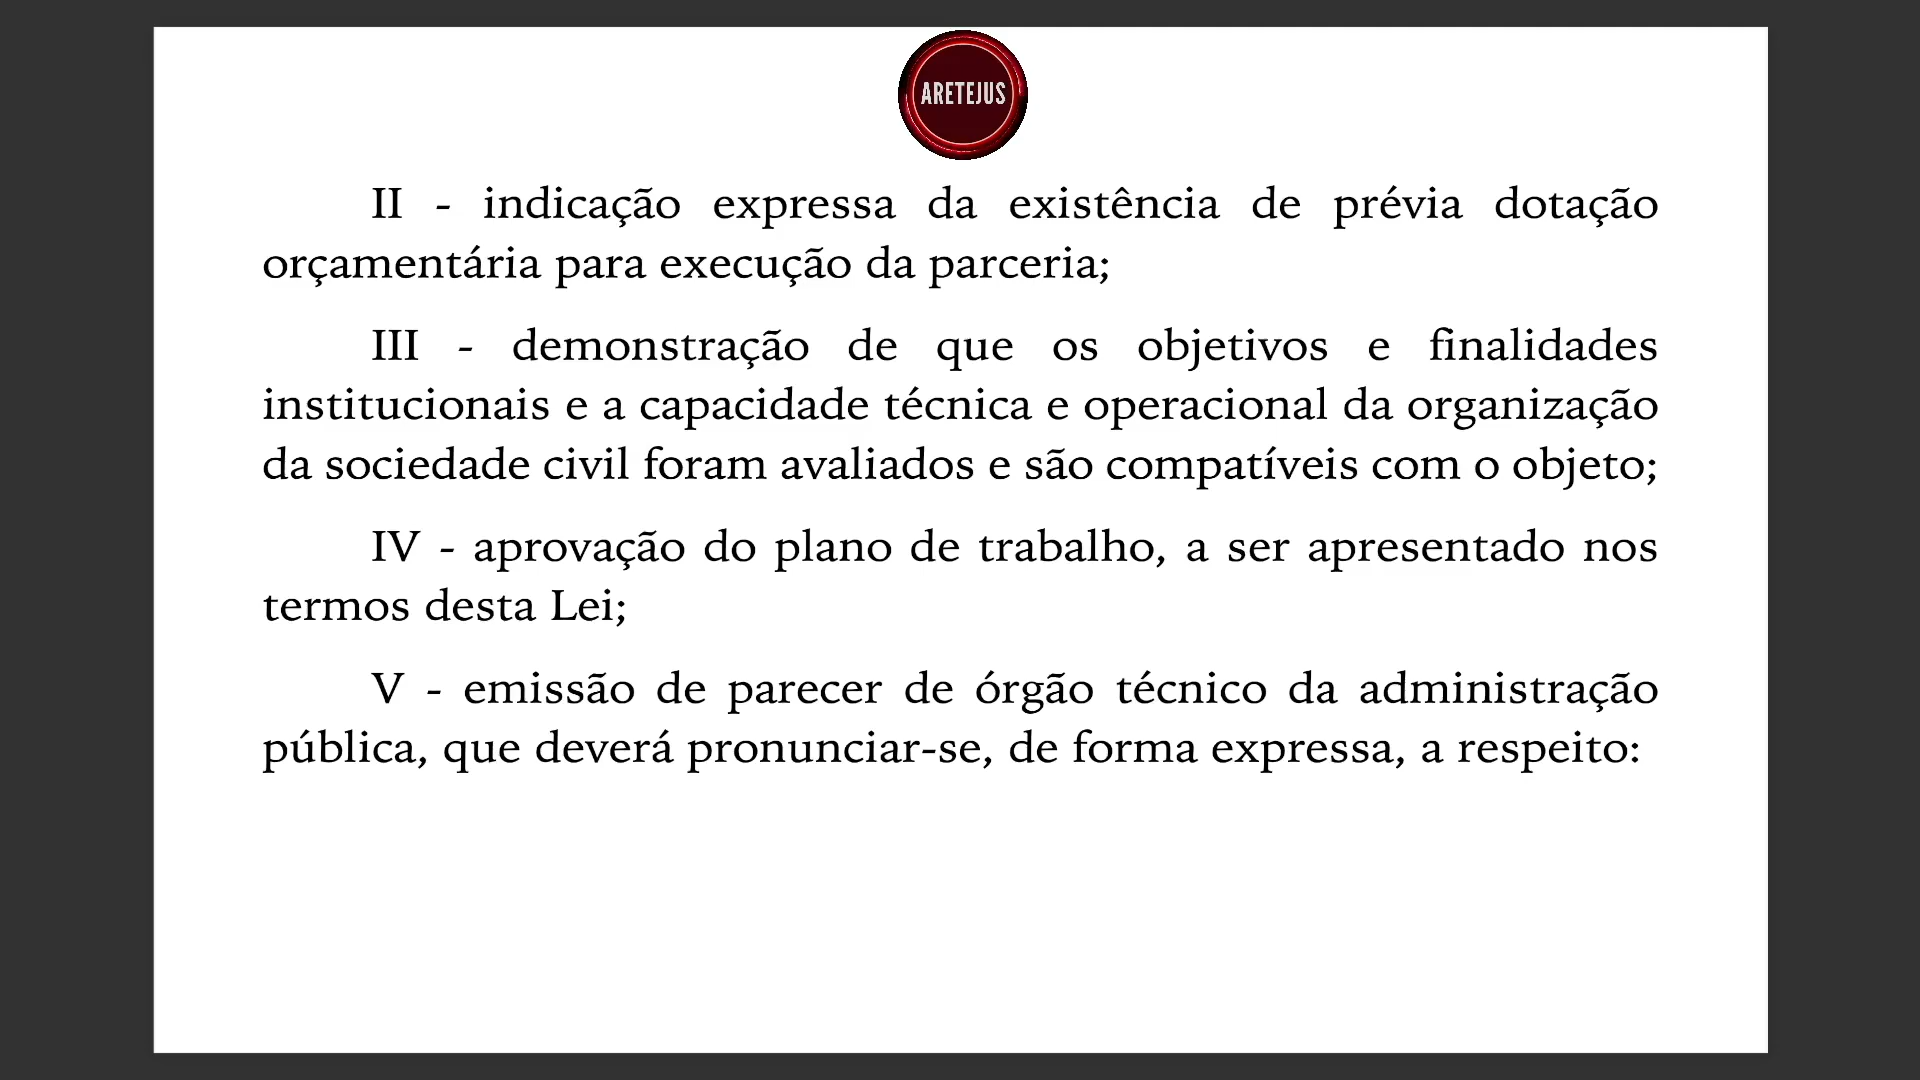 ARETEJUS
II - indicação expressa da existência de prévia dotação
orçamentária para execução da parceria;
III - demonstração de que os objetivos e finalidades
institucionais e a capacidade técnica e operacional da organização
da sociedade civil foram avaliados e são compatíveis com o objeto;
IV - aprovação do plano de trabalho, a ser apresentado nos
termos desta Lei;
V - emissão de parecer de órgão técnico da administração
pública, que deverá pronunciar-se, de forma expressa, a respeito: